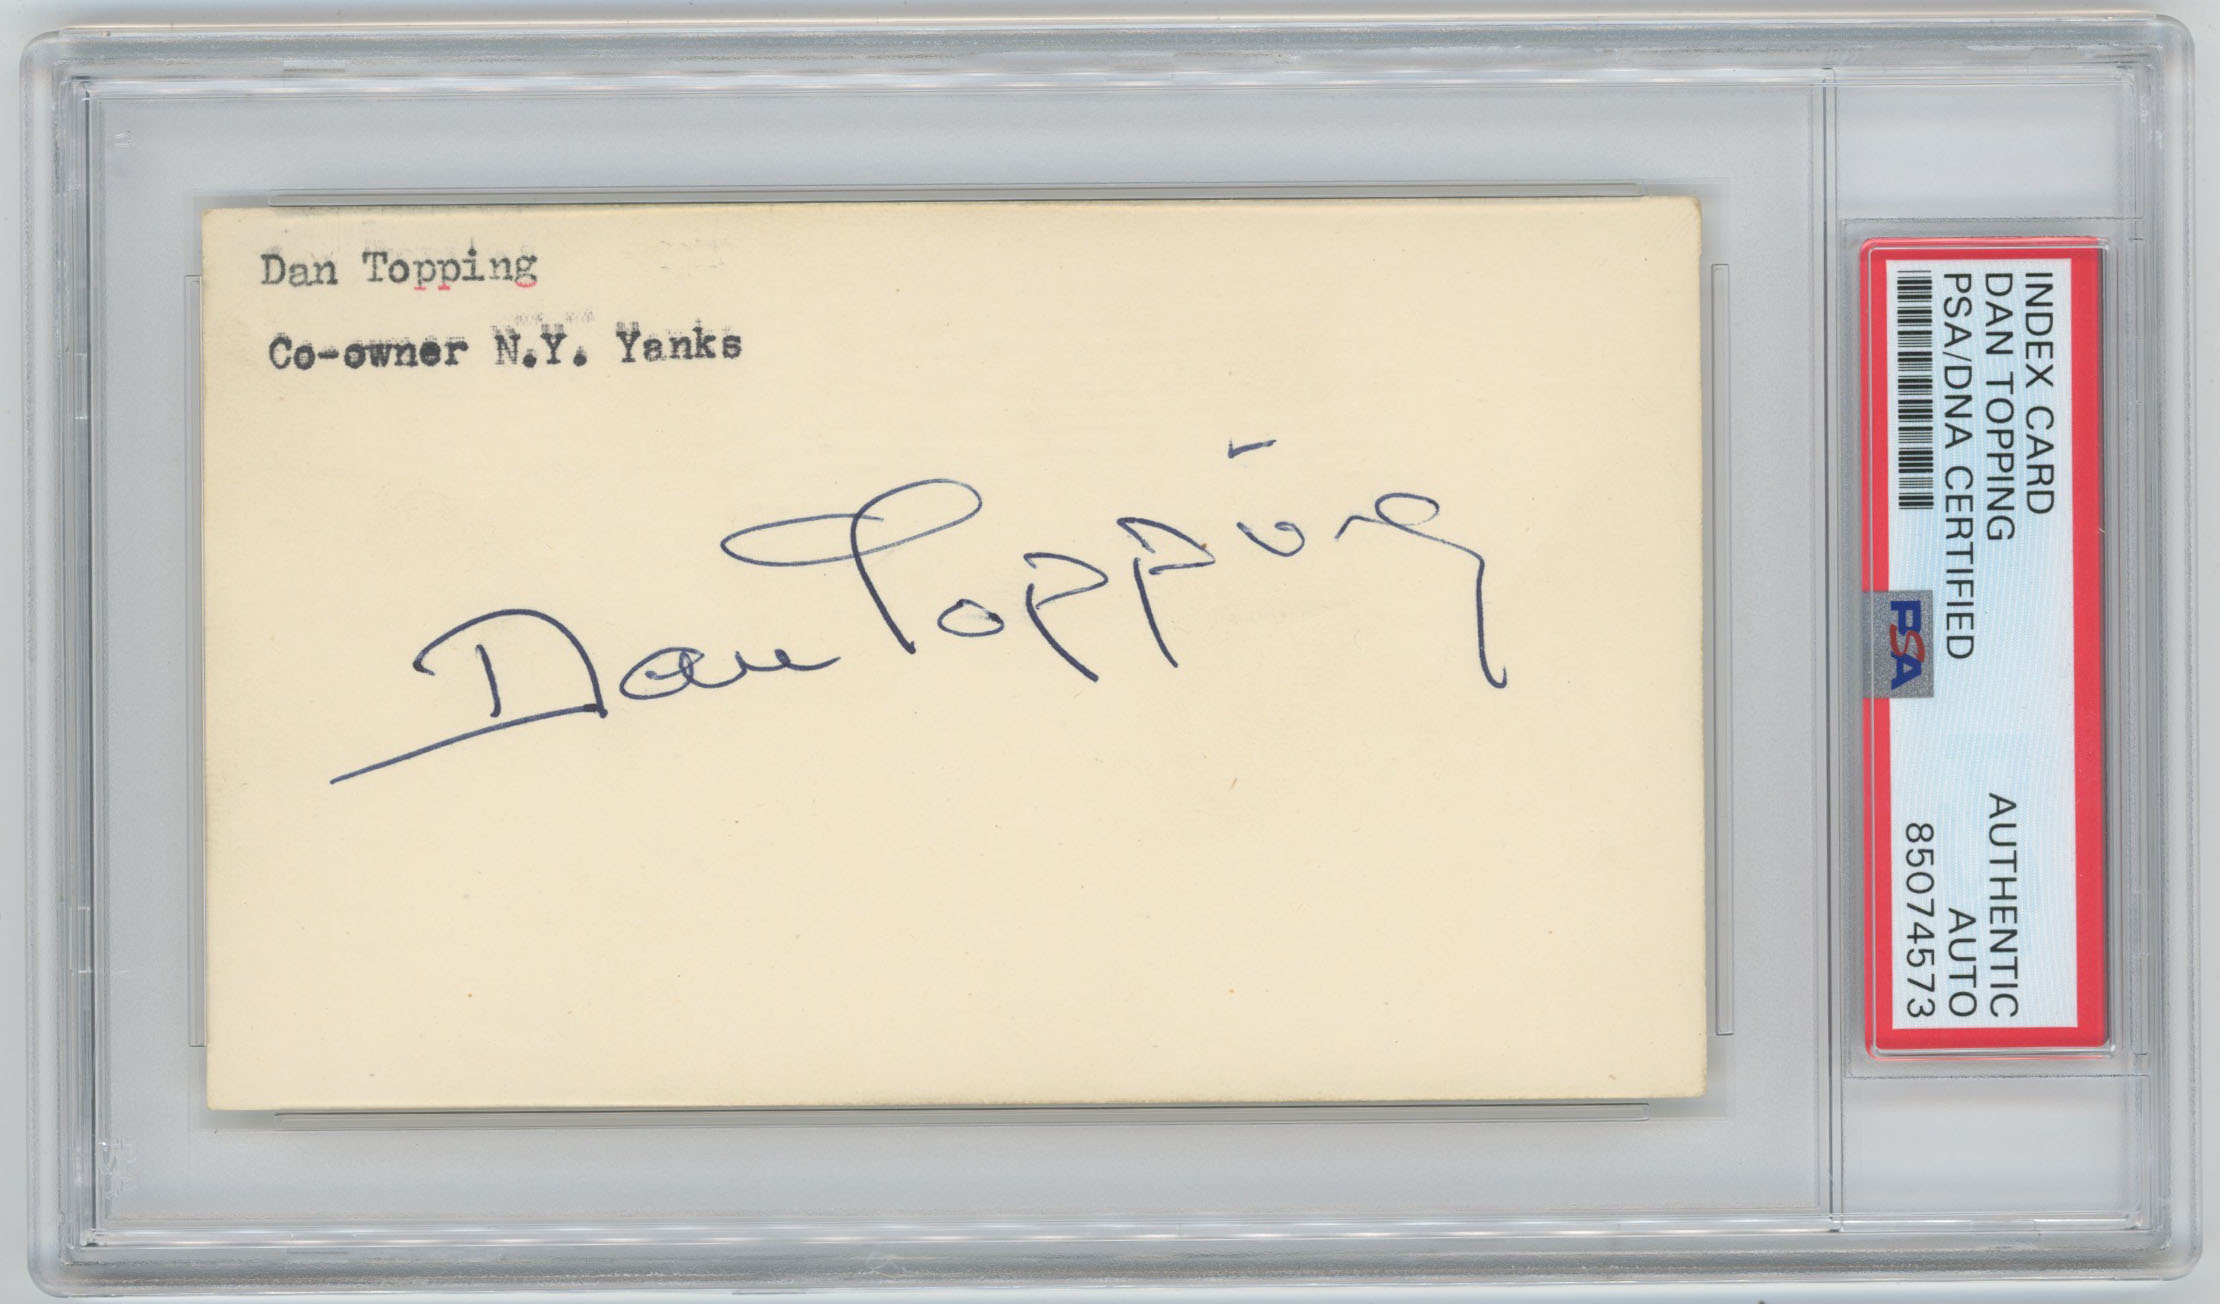 Dan Topping
Co-owner N.Y. Yanks
Dan Topping
INDEX CARD
DAN TOPPING
PSA/DNA CERTIFIED
AUTHENTIC
AUTO
85074573
PSA